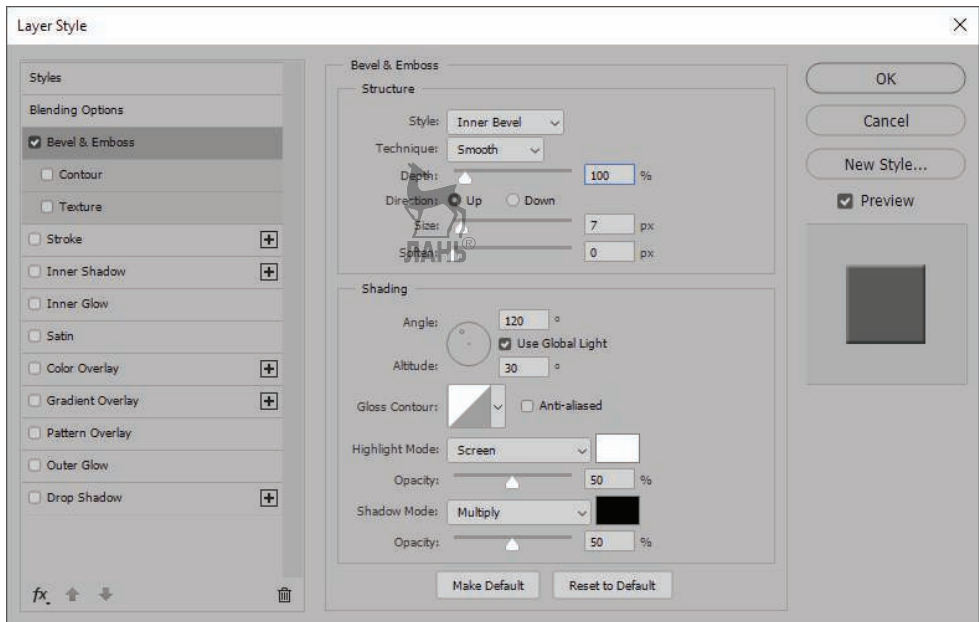 Layer Style
Styles
Blending Options
Bevel & Emboss
Contour
Texture
Stroke
Inner Shadow
Inner Glow
Satin
Color Overlay
Gradient Overlay
Pattern Overlay
Outer Glow
Drop Shadow
fx
Bevel & Emboss
Structure
Style: Inner Bevel
Technique: Smooth
Depth: 100 %
Direction: Up Down
Size: 7 px
Soften: 0 px
ЛАНЬ®
Shading
Angle: 120 °
Use Global Light
Altitude: 30 °
Gloss Contour: Anti-aliased
Highlight Mode: Screen
Opacity: 50 %
Shadow Mode: Multiply
Opacity: 50 %
Make Default Reset to Default
OK
Cancel
New Style...
Preview